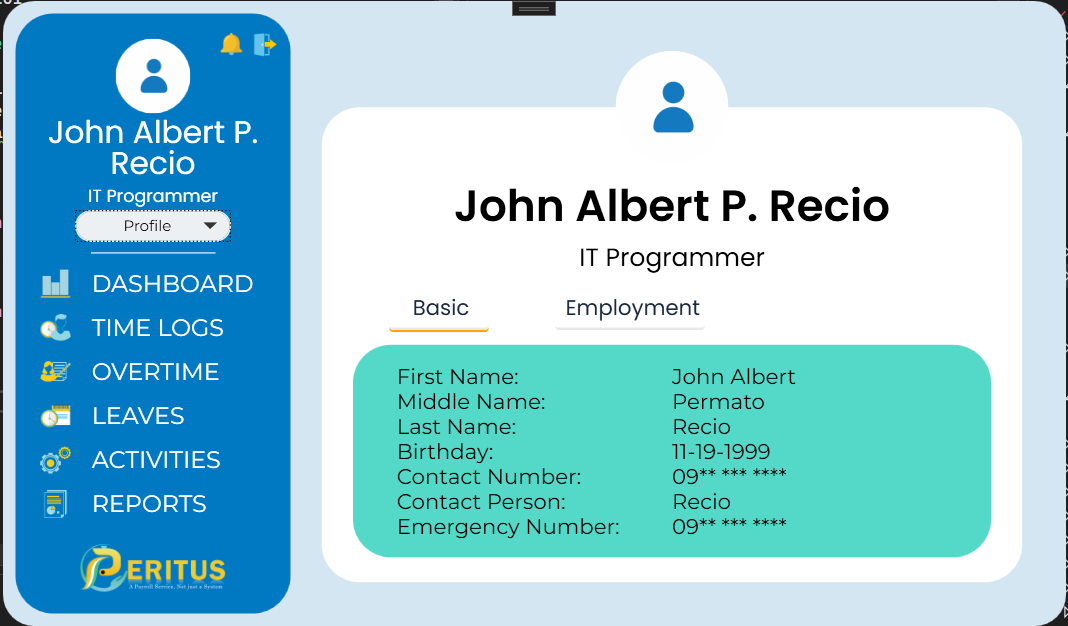 John Albert P.
Recio
IT Programmer
Profile
DASHBOARD
TIME LOGS
OVERTIME
LEAVES
ACTIVITIES
REPORTS
PERITUS
A Payroll Service, Not just a System
John Albert P. Recio
IT Programmer
Basic Employment
First Name: John Albert
Middle Name: Permato
Last Name: Recio
Birthday: 11-19-1999
Contact Number: 09** *** ****
Contact Person: Recio
Emergency Number: 09** *** ****